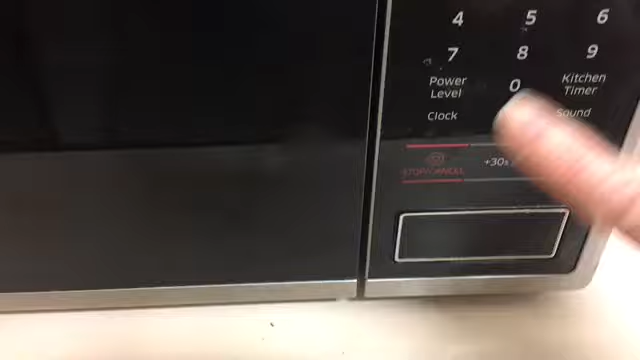 4 5 6
7 8 9
Power Level 0 Kitchen Timer
Clock Sound
STOP/CANCEL +30s